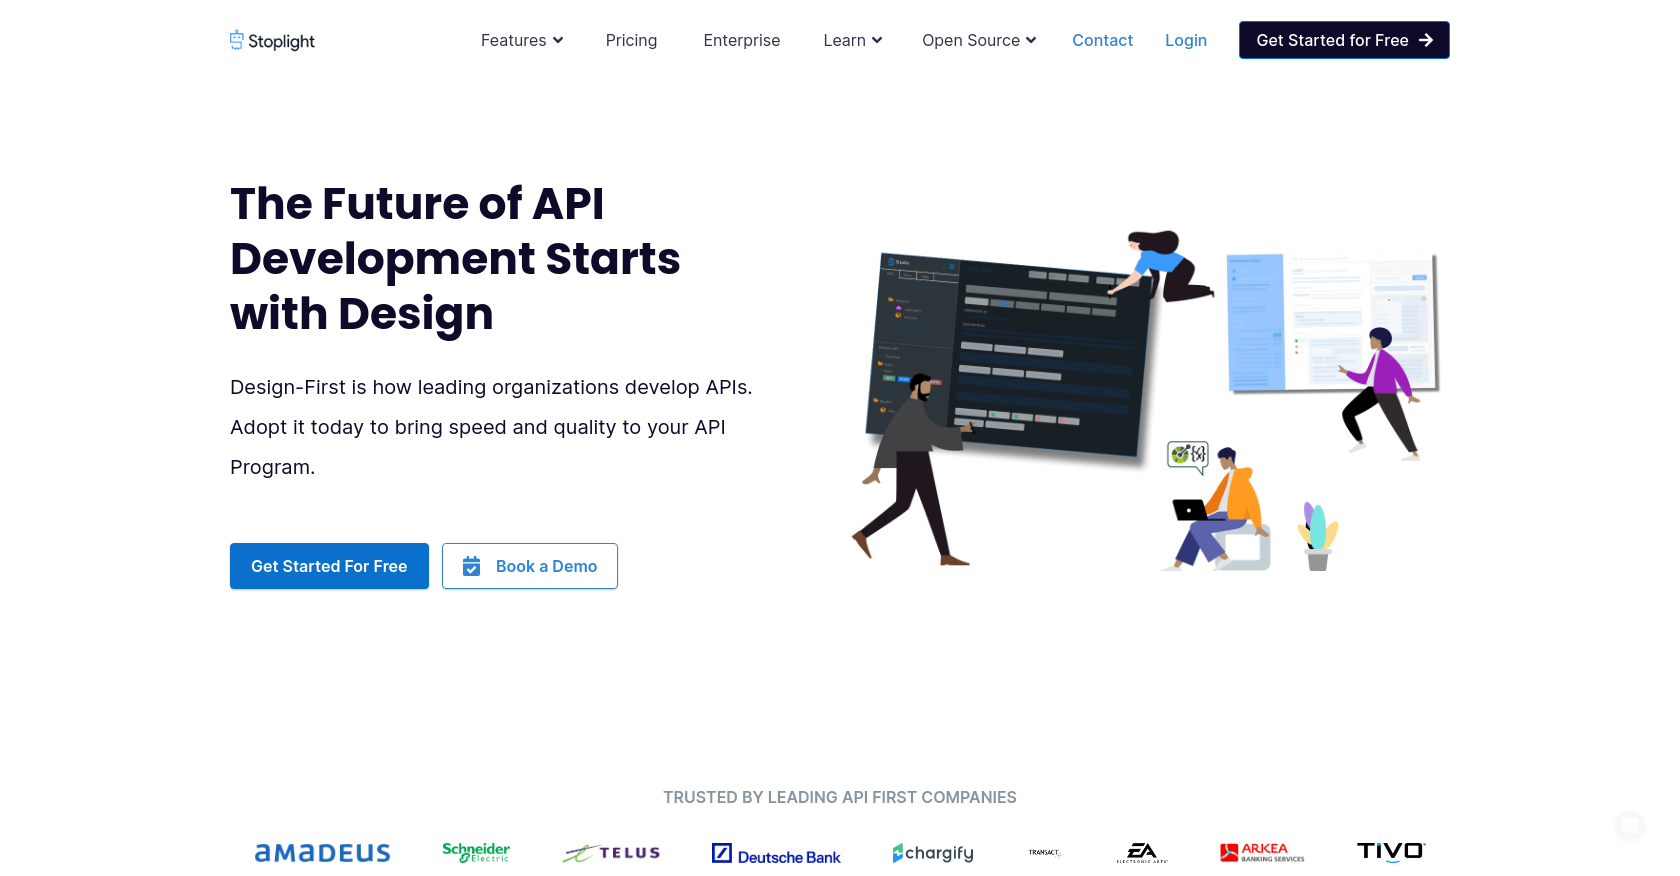 Stoplight
Features
Pricing
Enterprise
Learn
Open Source
Contact
Login
Get Started for Free
The Future of API
Development Starts
with Design
Design-First is how leading organizations develop APIs.
Adopt it today to bring speed and quality to your API
Program.
Get Started For Free
Book a Demo
TRUSTED BY LEADING API FIRST COMPANIES
amadeus
Schneider
Electric
TELUS
Deutsche Bank
chargify
TRANSACT
EA
ELECTRONIC ARTS
ARKEA
BANKING SERVICES
TIVO